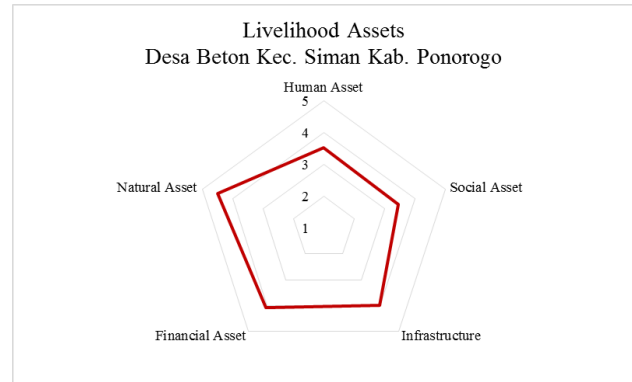 Livelihood Assets
Desa Beton Kec. Siman Kab. Ponorogo
Human Asset
5
4
3
2
1
Natural Asset
Social Asset
Financial Asset
Infrastructure